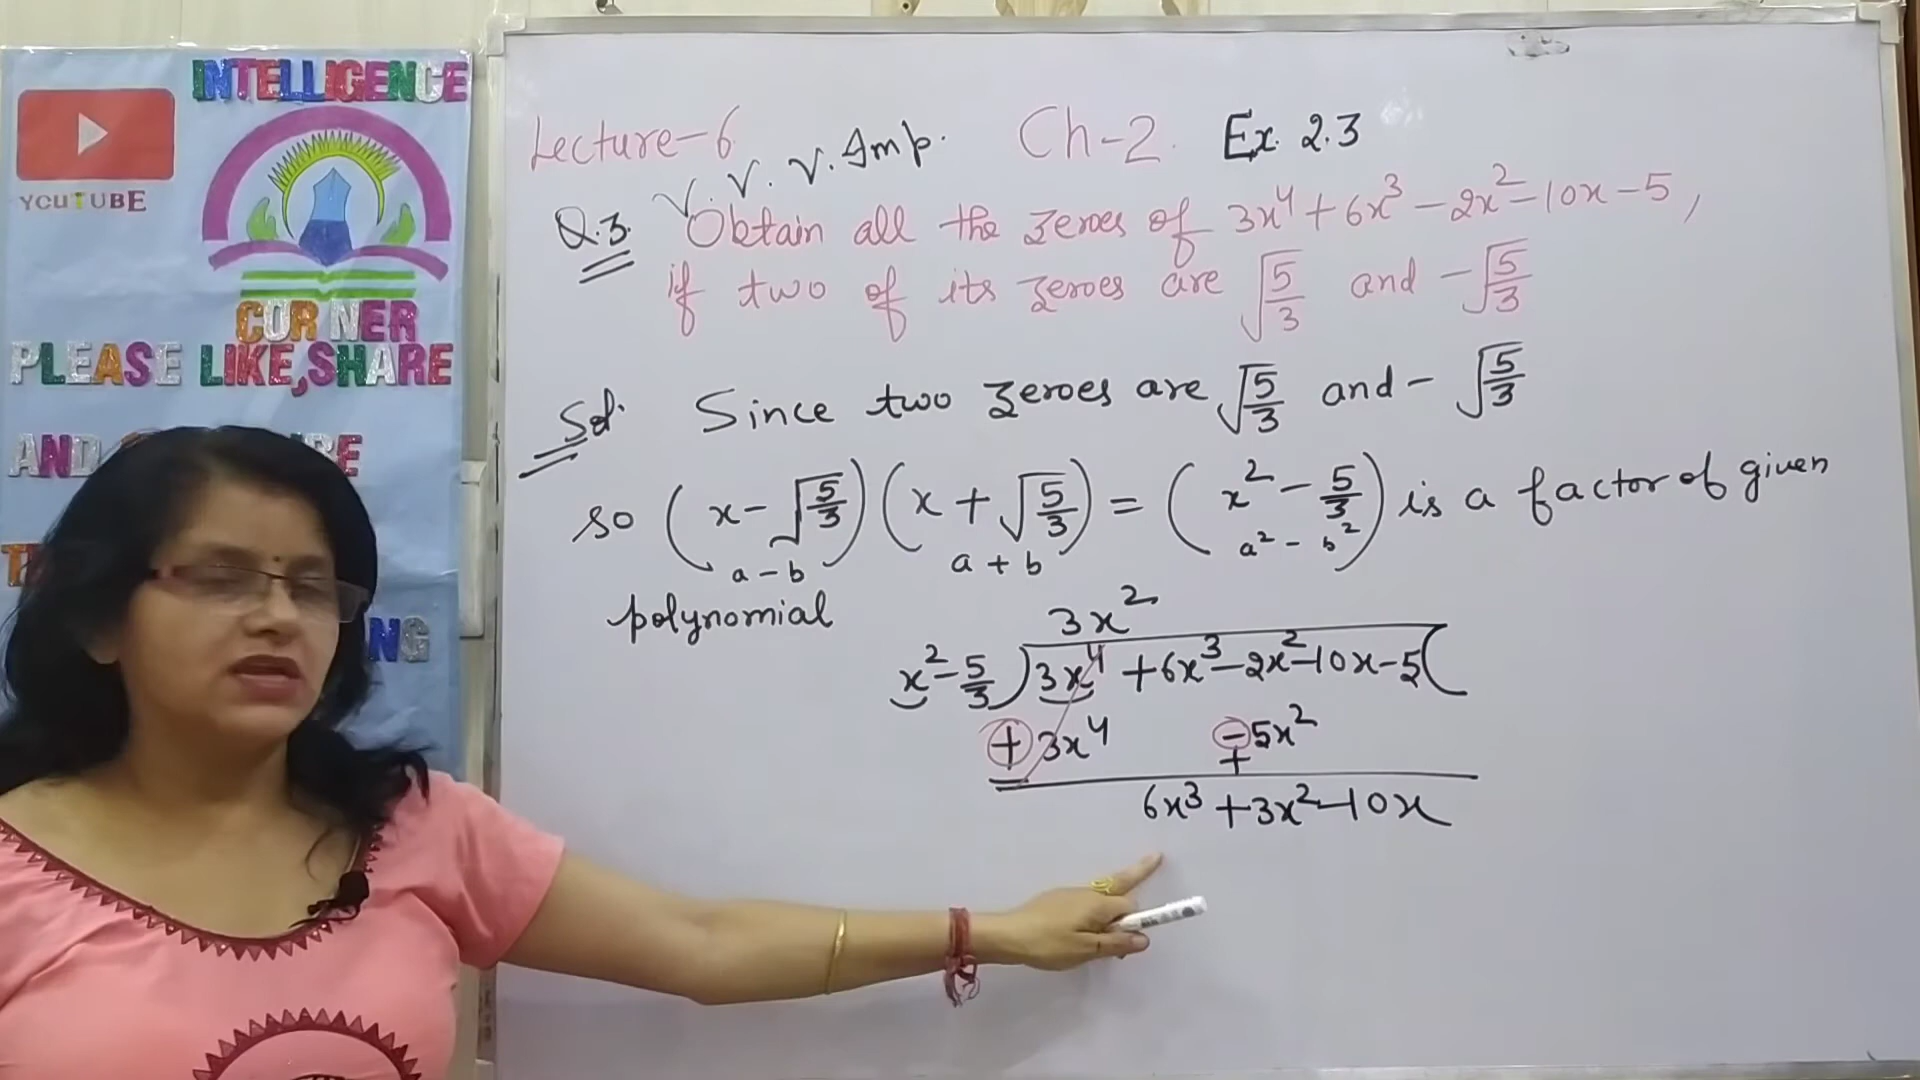 INTELLIGENCE
YOUTUBE
CORNER
PLEASE LIKE,SHARE
AND
Lecture-6 V. V. V. Imp. Ch-2 Ex. 2.3
Q.3. Obtain all the zeroes of 3x⁴ + 6x³ - 2x² - 10x - 5,
if two of its zeroes are √5/3 and -√5/3
Sol. Since two zeroes are √5/3 and - √5/3
so (x - √5/3) (x + √5/3) = (x² - 5/3) is a factor of given
a - b a + b a² - b²
polynomial
3x²
x² - 5/3 ) 3x⁴ + 6x³ - 2x² - 10x - 5 (
+ 3x⁴ - 5x²
- +
6x³ + 3x² - 10x